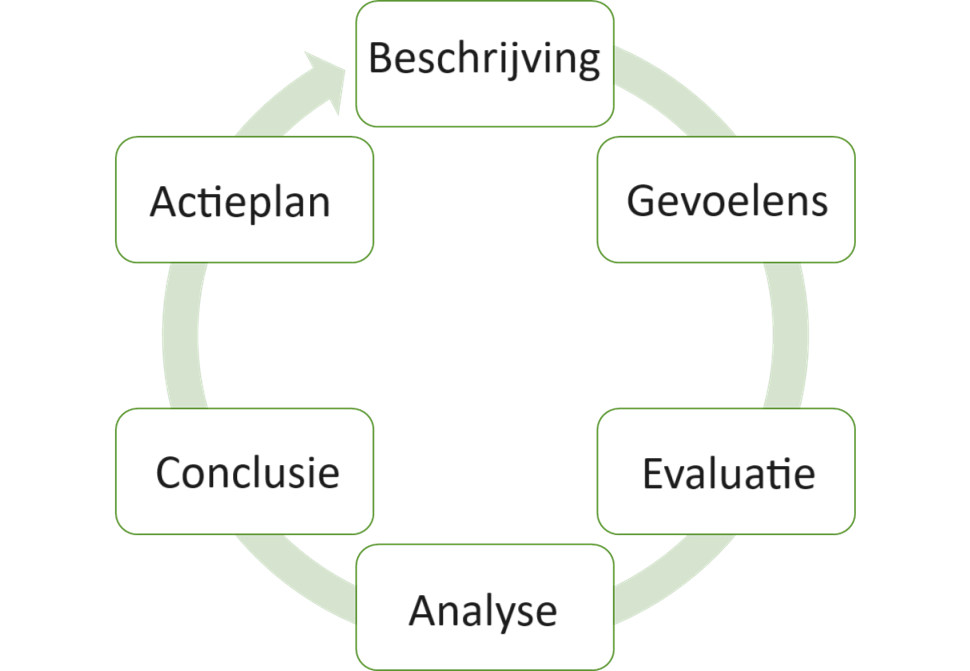 Beschrijving
Gevoelens
Evaluatie
Analyse
Conclusie
Actieplan